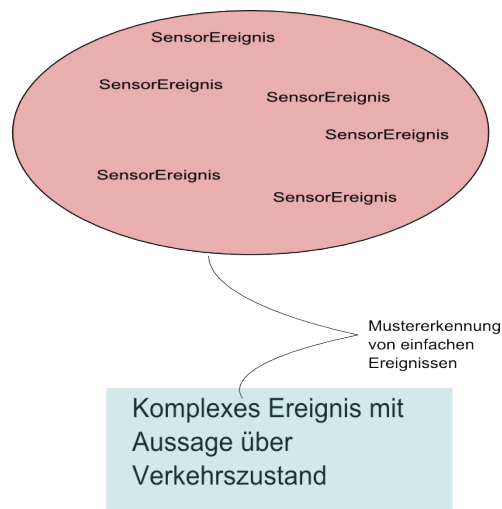 SensorEreignis
SensorEreignis
SensorEreignis
SensorEreignis
SensorEreignis
SensorEreignis
Mustererkennung
von einfachen
Ereignissen
Komplexes Ereignis mit
Aussage über
Verkehrszustand